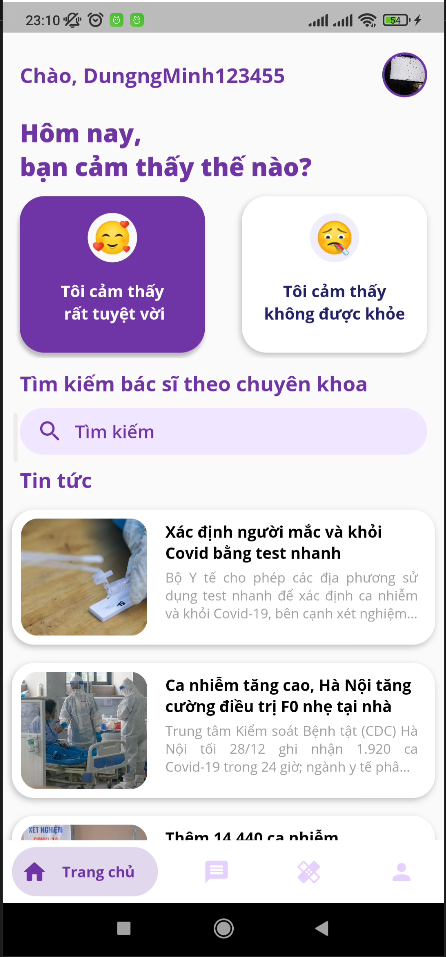 23:10
54
Chào, DungngMinh123455
Hôm nay,
bạn cảm thấy thế nào?
Tôi cảm thấy
rất tuyệt vời
Tôi cảm thấy
không được khỏe
Tìm kiếm bác sĩ theo chuyên khoa
Tìm kiếm
Tin tức
Xác định người mắc và khỏi
Covid bằng test nhanh
Bộ Y tế cho phép các địa phương sử
dụng test nhanh để xác định ca nhiễm
và khỏi Covid-19, bên cạnh xét nghiệm...
Ca nhiễm tăng cao, Hà Nội tăng
cường điều trị F0 nhẹ tại nhà
Trung tâm Kiểm soát Bệnh tật (CDC) Hà
Nội tối 28/12 ghi nhận 1.920 ca
Covid-19 trong 24 giờ; ngành y tế phâ...
XÉT NGHIỆM
Thêm 14.440 ca nhiễm
Trang chủ